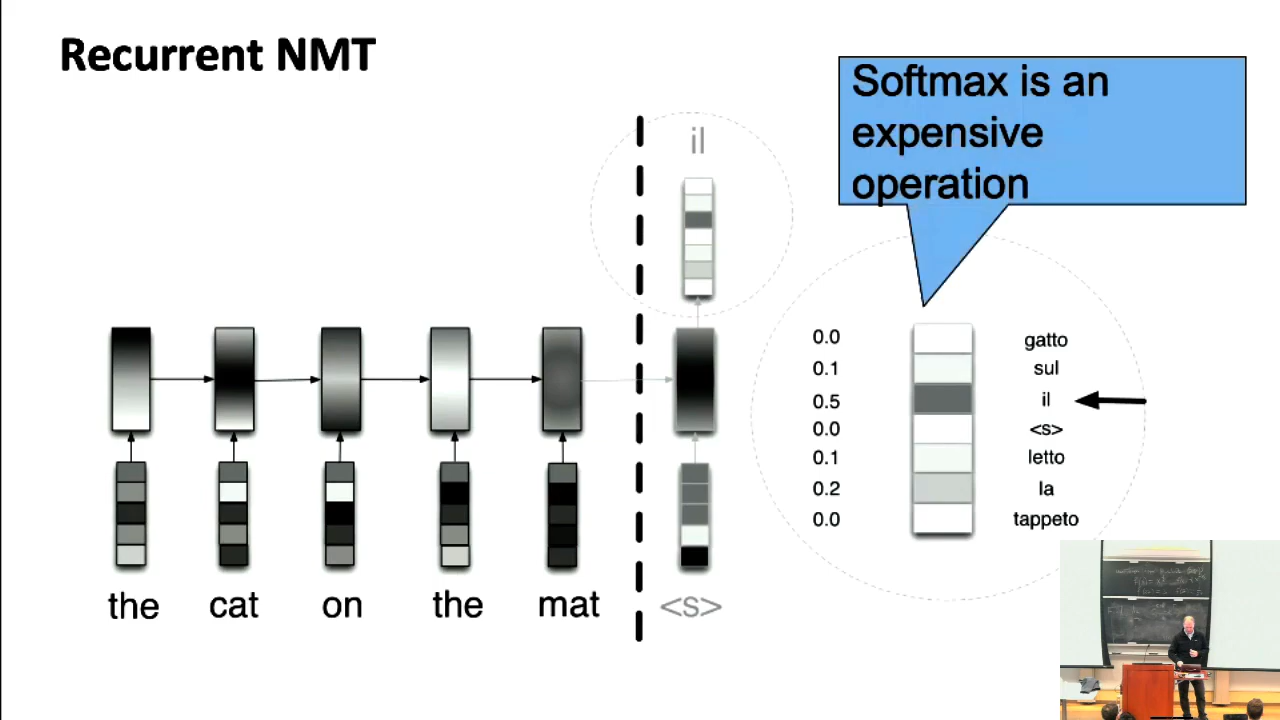 Recurrent NMT
Softmax is an
expensive
operation
il
0.0 gatto
0.1 sul
0.5 il
0.0 <s>
0.1 letto
0.2 la
0.0 tappeto
the cat on the mat <s>